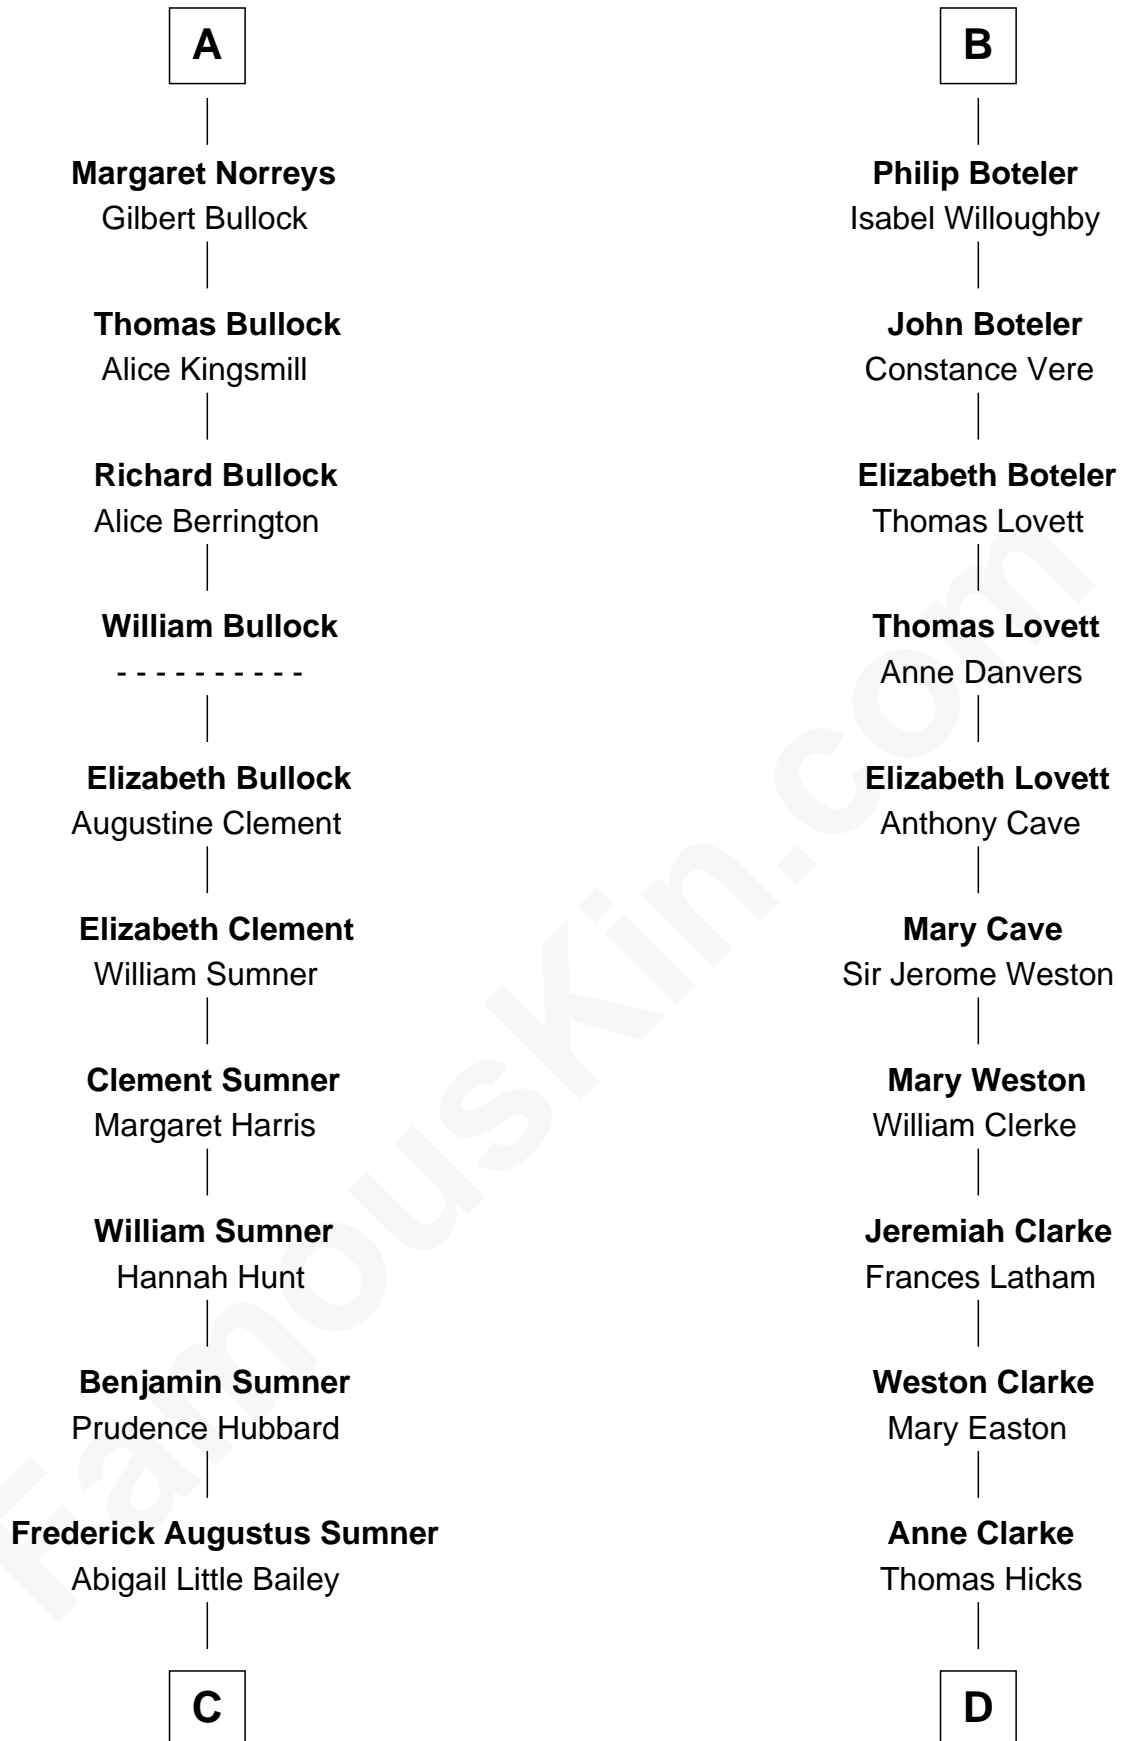 A
Margaret Norreys
Gilbert Bullock
Thomas Bullock
Alice Kingsmill
Richard Bullock
Alice Berrington
William Bullock
- - - - - - - - - -
Elizabeth Bullock
Augustine Clement
Elizabeth Clement
William Sumner
Clement Sumner
Margaret Harris
William Sumner
Hannah Hunt
Benjamin Sumner
Prudence Hubbard
Frederick Augustus Sumner
Abigail Little Bailey
C
B
Philip Boteler
Isabel Willoughby
John Boteler
Constance Vere
Elizabeth Boteler
Thomas Lovett
Thomas Lovett
Anne Danvers
Elizabeth Lovett
Anthony Cave
Mary Cave
Sir Jerome Weston
Mary Weston
William Clerke
Jeremiah Clarke
Frances Latham
Weston Clarke
Mary Easton
Anne Clarke
Thomas Hicks
D
FamousKin.com